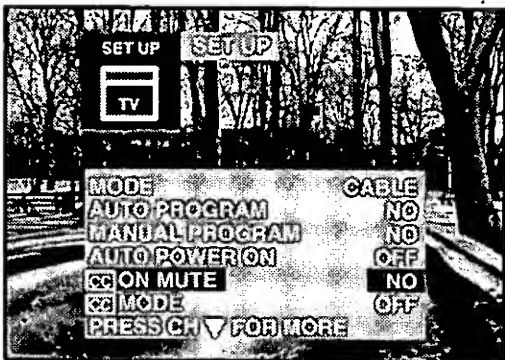 SET UP SET UP
TV
MODE CABLE
AUTO PROGRAM NO
MANUAL PROGRAM NO
AUTO POWER ON OFF
CC ON MUTE NO
CC MODE OFF
PRESS CH ▽ FOR MORE